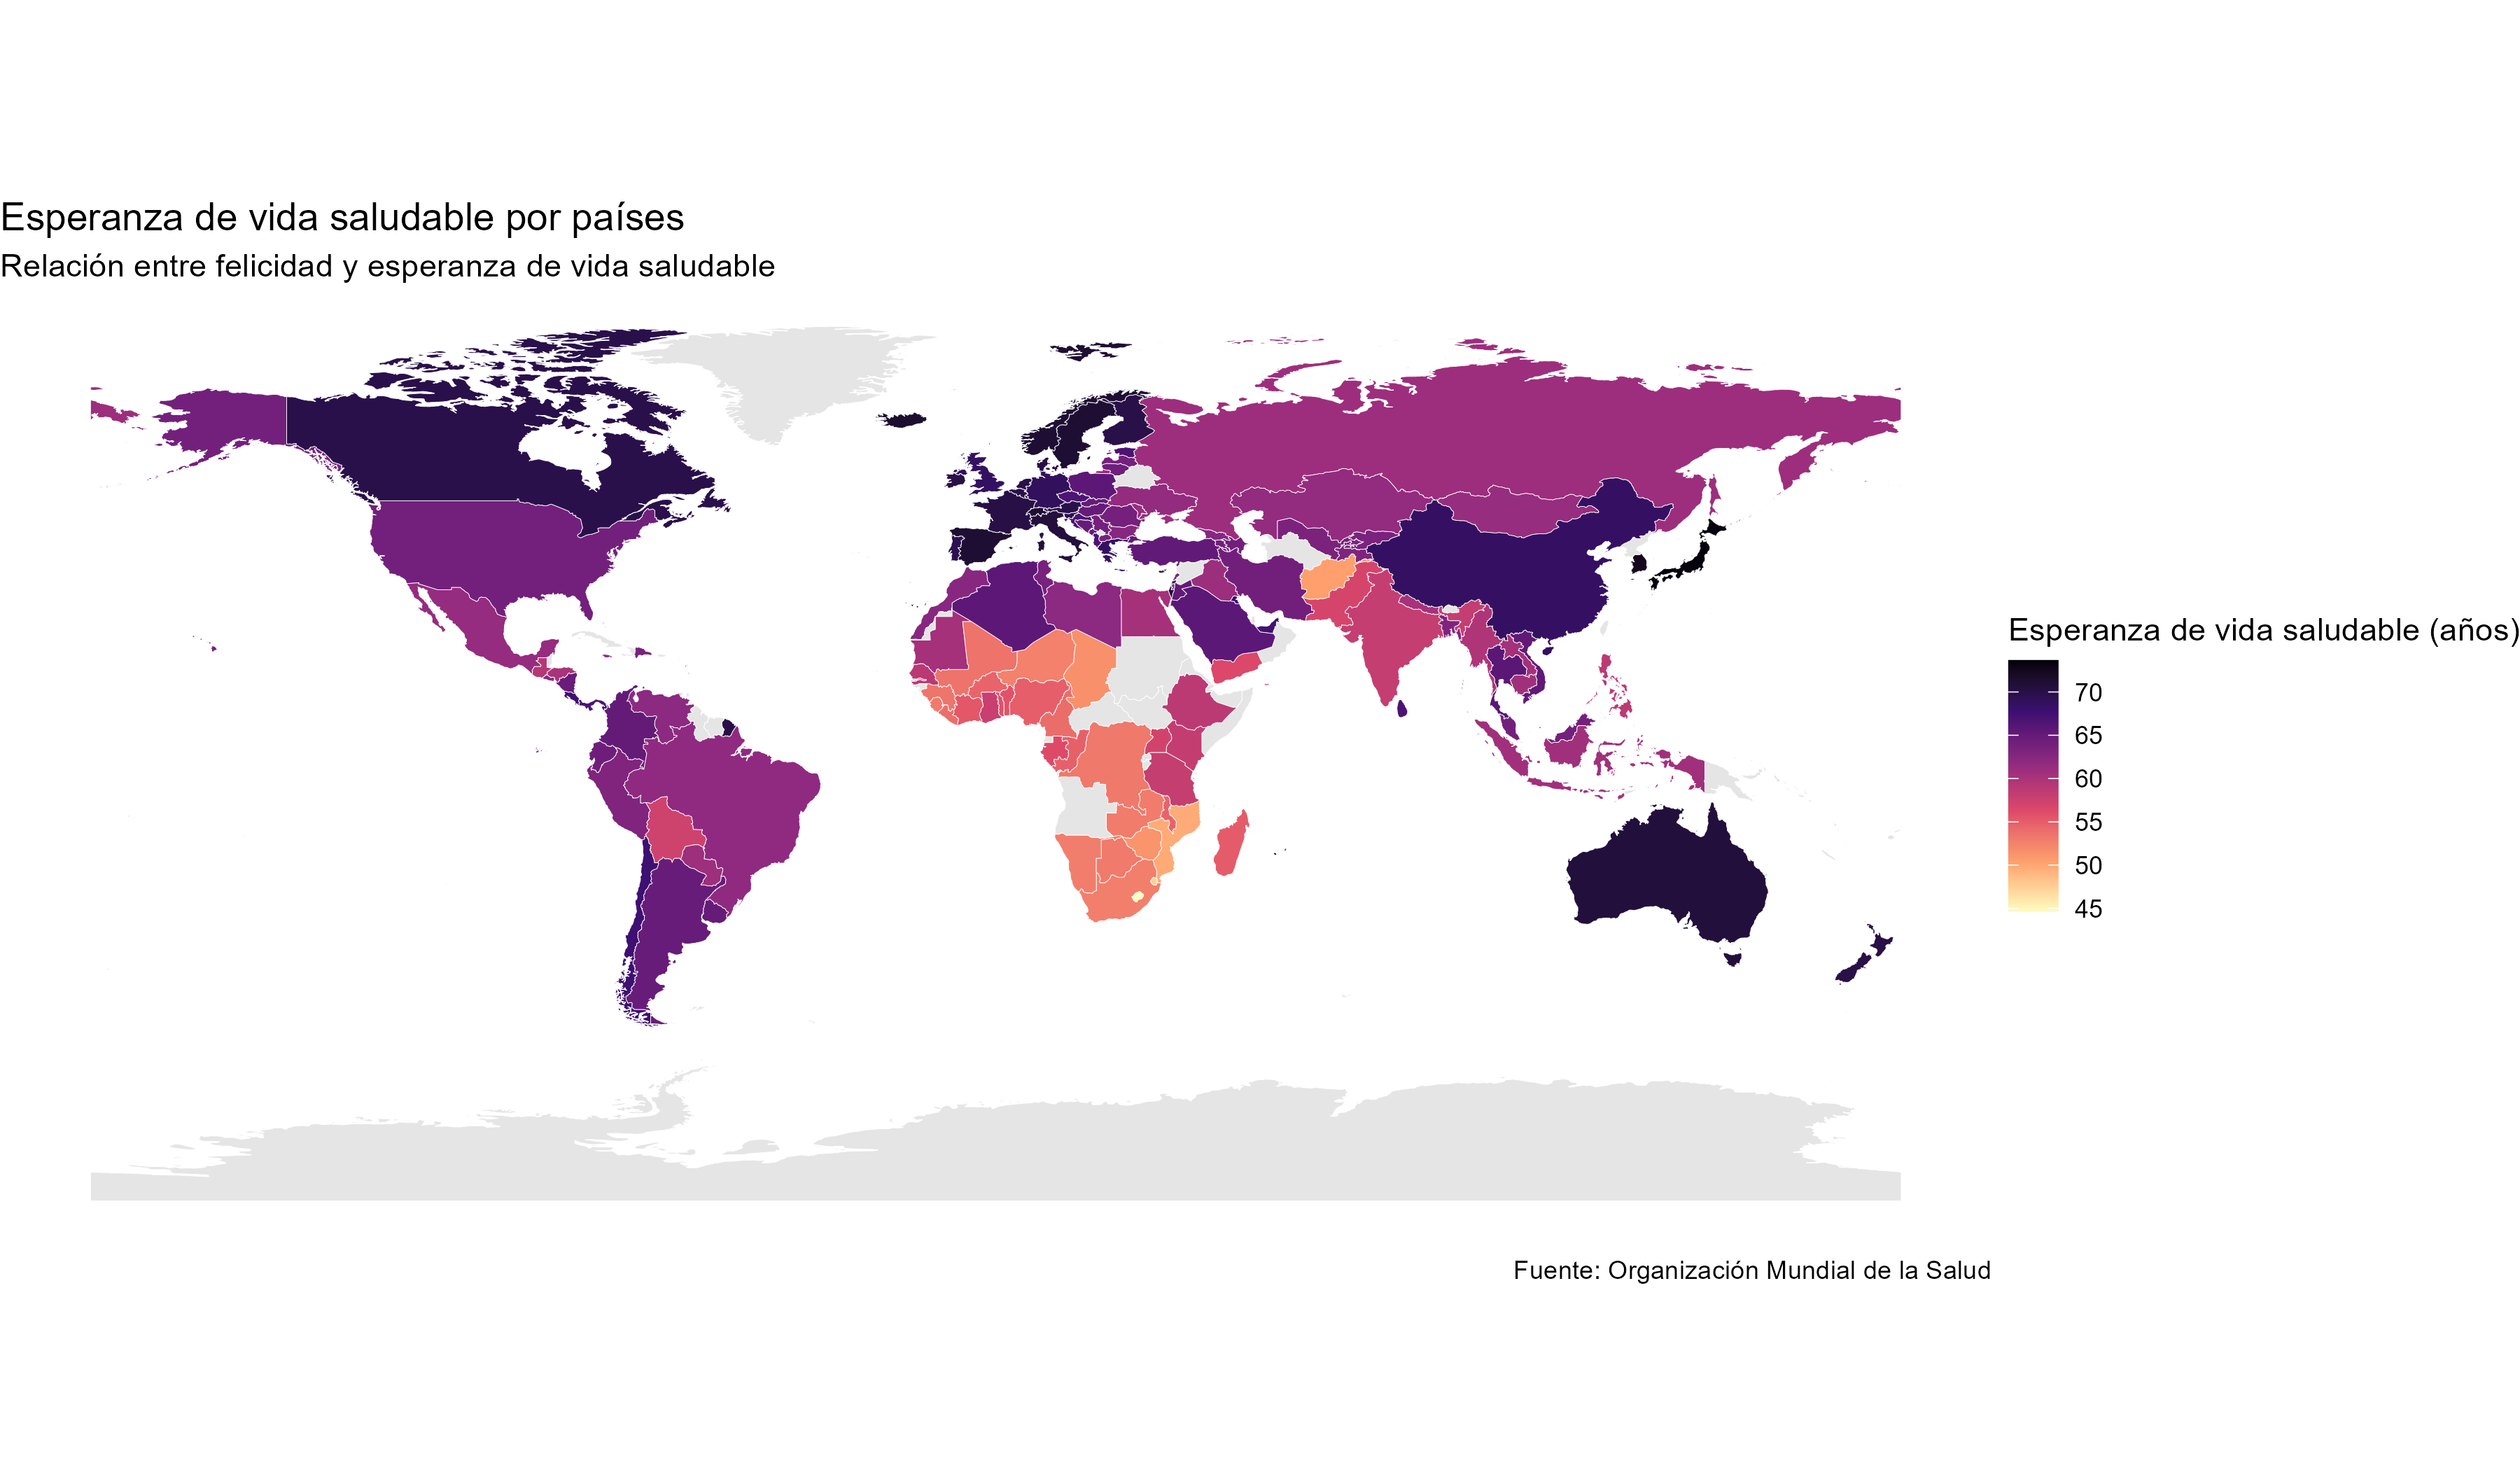 Esperanza de vida saludable por países
Relación entre felicidad y esperanza de vida saludable
Esperanza de vida saludable (años)
70
65
60
55
50
45
Fuente: Organización Mundial de la Salud